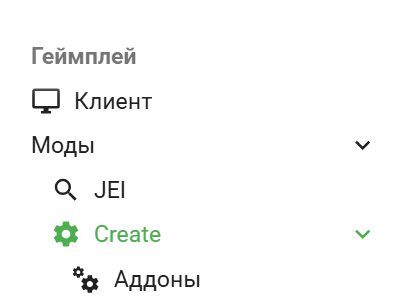 Геймплей
Клиент
Моды
JEI
Create
Аддоны